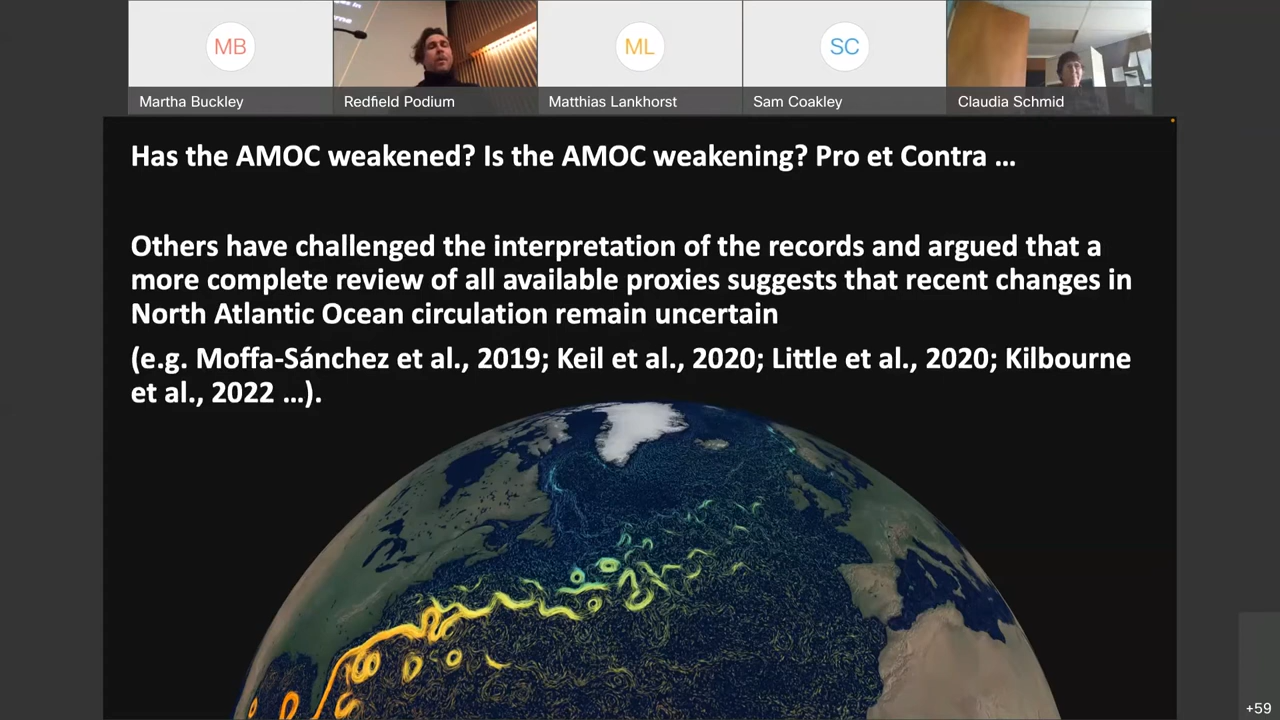 MB
ML
SC
Martha Buckley
Redfield Podium
Matthias Lankhorst
Sam Coakley
Claudia Schmid
Has the AMOC weakened? Is the AMOC weakening? Pro et Contra ...
Others have challenged the interpretation of the records and argued that a
more complete review of all available proxies suggests that recent changes in
North Atlantic Ocean circulation remain uncertain
(e.g. Moffa-Sánchez et al., 2019; Keil et al., 2020; Little et al., 2020; Kilbourne
et al., 2022 ...).
+59